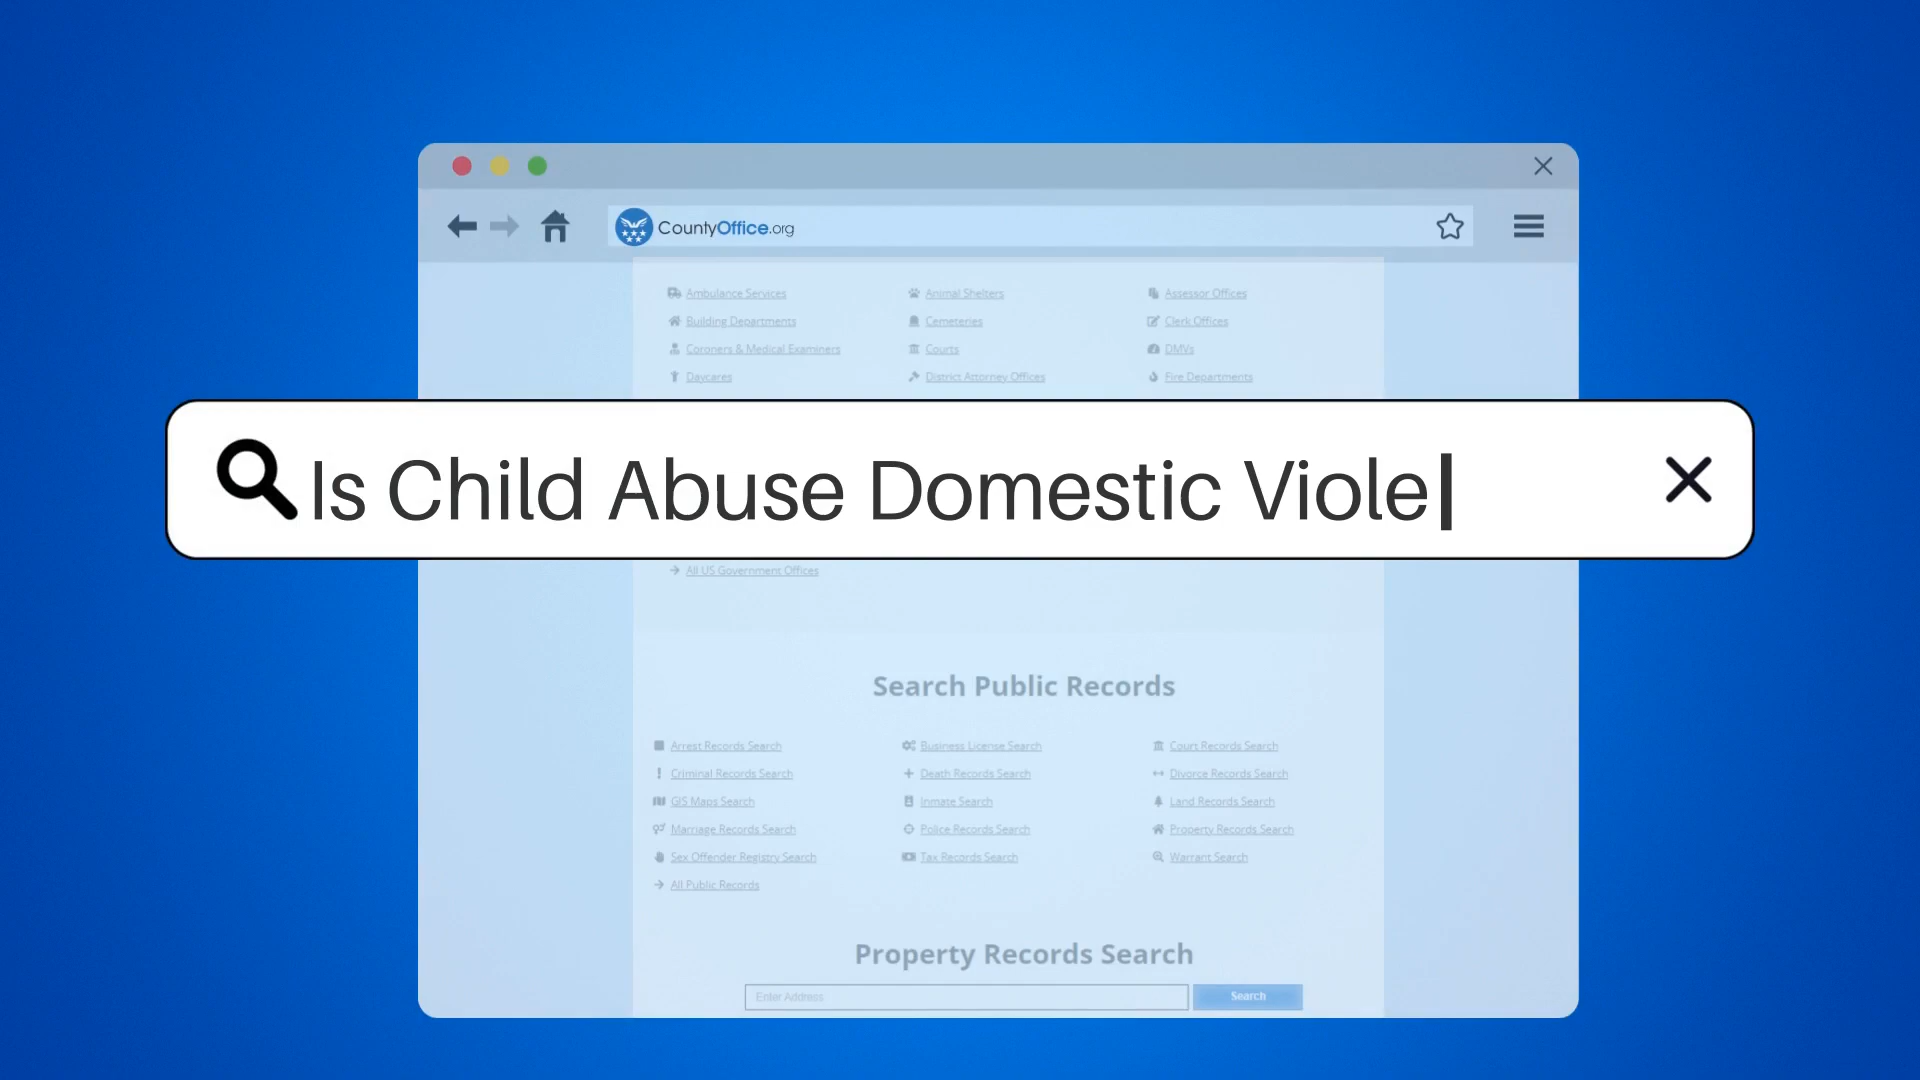 CountyOffice.org
Ambulance Services Animal Shelters Assessor Offices
Building Departments Cemeteries Clerk Offices
Coroners & Medical Examiners Courts DMVs
Daycares District Attorney Offices Fire Departments
Is Child Abuse Domestic Viole
All US Government Offices
Search Public Records
Arrest Records Search Business License Search Court Records Search
Criminal Records Search Death Records Search Divorce Records Search
GIS Maps Search Inmate Search Land Records Search
Marriage Records Search Police Records Search Property Records Search
Sex Offender Registry Search Tax Records Search Warrant Search
All Public Records
Property Records Search
Enter Address Search